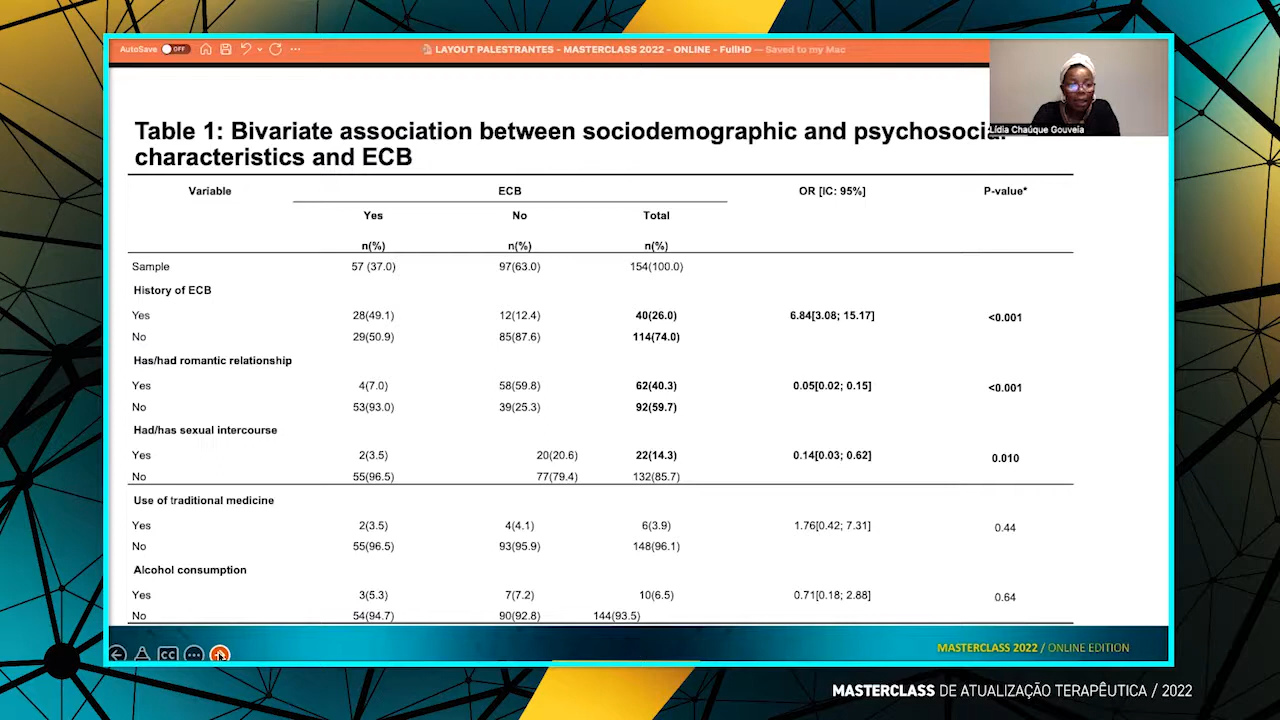 AutoSave OFF
LAYOUT PALESTRANTES - MASTERCLASS 2022 - ONLINE - FullHD — Saved to my Mac
Lídia Chaúque Gouveia
Table 1: Bivariate association between sociodemographic and psychosocial
characteristics and ECB
Variable ECB OR [IC: 95%] P-value*
Yes No Total
n(%) n(%) n(%)
Sample 57 (37.0) 97(63.0) 154(100.0)
History of ECB
Yes 28(49.1) 12(12.4) 40(26.0) 6.84[3.08; 15.17] <0.001
No 29(50.9) 85(87.6) 114(74.0)
Has/had romantic relationship
Yes 4(7.0) 58(59.8) 62(40.3) 0.05[0.02; 0.15] <0.001
No 53(93.0) 39(25.3) 92(59.7)
Had/has sexual intercourse
Yes 2(3.5) 20(20.6) 22(14.3) 0.14[0.03; 0.62] 0.010
No 55(96.5) 77(79.4) 132(85.7)
Use of traditional medicine
Yes 2(3.5) 4(4.1) 6(3.9) 1.76[0.42; 7.31] 0.44
No 55(96.5) 93(95.9) 148(96.1)
Alcohol consumption
Yes 3(5.3) 7(7.2) 10(6.5) 0.71[0.18; 2.88] 0.64
No 54(94.7) 90(92.8) 144(93.5)
CC
MASTERCLASS 2022 / ONLINE EDITION
MASTERCLASS DE ATUALIZAÇÃO TERAPÊUTICA / 2022